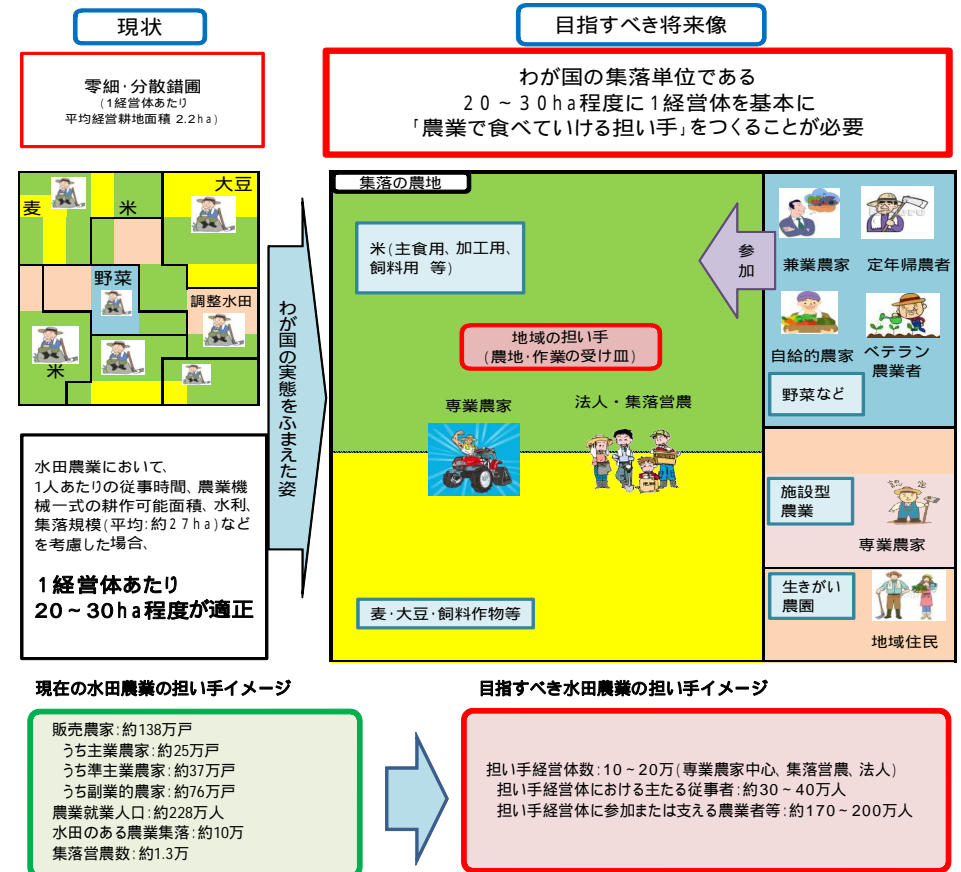 現状
目指すべき将来像
零細・分散錯圃
(1経営体あたり
平均経営耕地面積 2.2ha)
わが国の集落単位である
20~30ha程度に1経営体を基本に
「農業で食べていける担い手」をつくることが必要
麦
米
大豆
野菜
調整水田
米
わが国の実態をふまえた姿
集落の農地
米(主食用、加工用、
飼料用 等)
地域の担い手
(農地・作業の受け皿)
専業農家
法人・集落営農
麦・大豆・飼料作物等
参加
兼業農家
定年帰農者
自給的農家
ベテラン
農業者
野菜など
施設型
農業
専業農家
生きがい
農園
地域住民
水田農業において、
1人あたりの従事時間、農業機
械一式の耕作可能面積、水利、
集落規模(平均:約27ha)など
を考慮した場合、
1経営体あたり
20~30ha程度が適正
現在の水田農業の担い手イメージ
販売農家:約138万戸
うち主業農家:約25万戸
うち準主業農家:約37万戸
うち副業的農家:約76万戸
農業就業人口:約228万人
水田のある農業集落:約10万
集落営農数:約1.3万
目指すべき水田農業の担い手イメージ
担い手経営体数:10~20万(専業農家中心、集落営農、法人)
担い手経営体における主たる従事者:約30~40万人
担い手経営体に参加または支える農業者等:約170~200万人